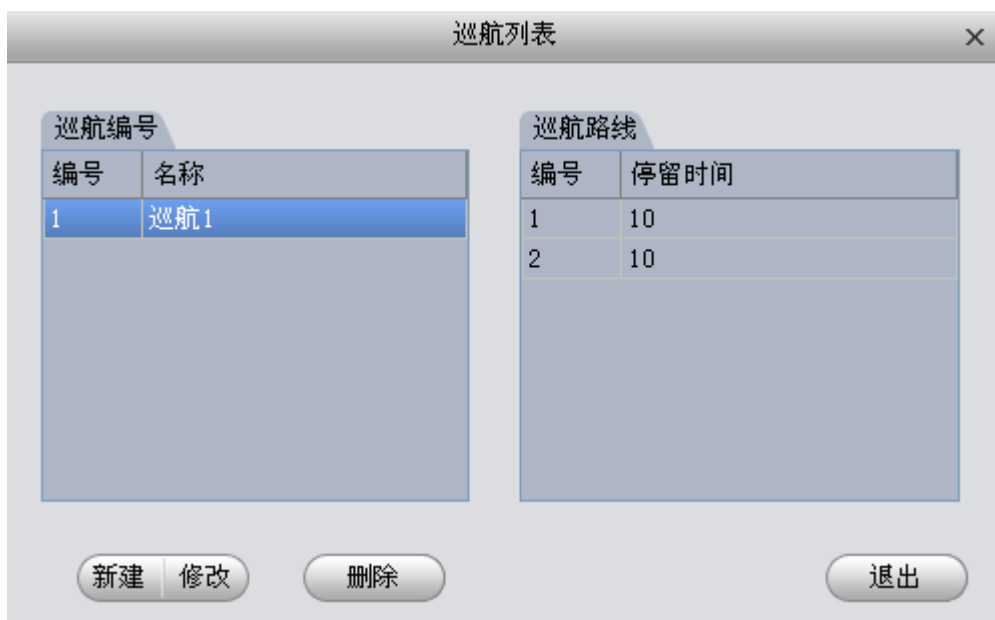 巡航列表 ×
巡航编号
编号 名称
1 巡航1
巡航路线
编号 停留时间
1 10
2 10
新建 修改 删除 退出